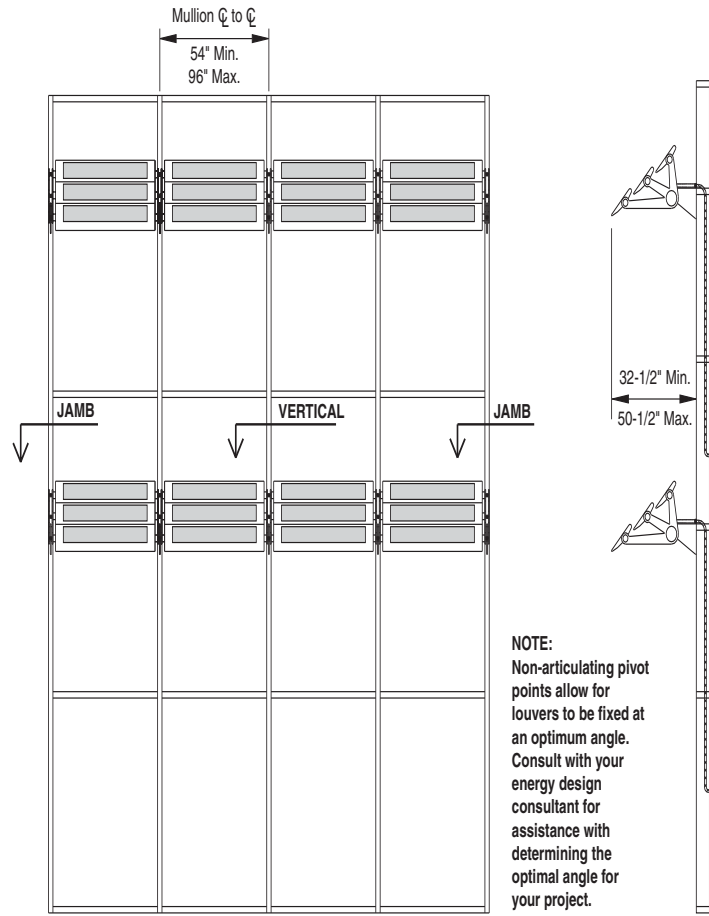 Mullion ℄ to ℄
54" Min.
96" Max.
32-1/2" Min.
50-1/2" Max.
JAMB
VERTICAL
JAMB
NOTE:
Non-articulating pivot
points allow for
louvers to be fixed at
an optimum angle.
Consult with your
energy design
consultant for
assistance with
determining the
optimal angle for
your project.